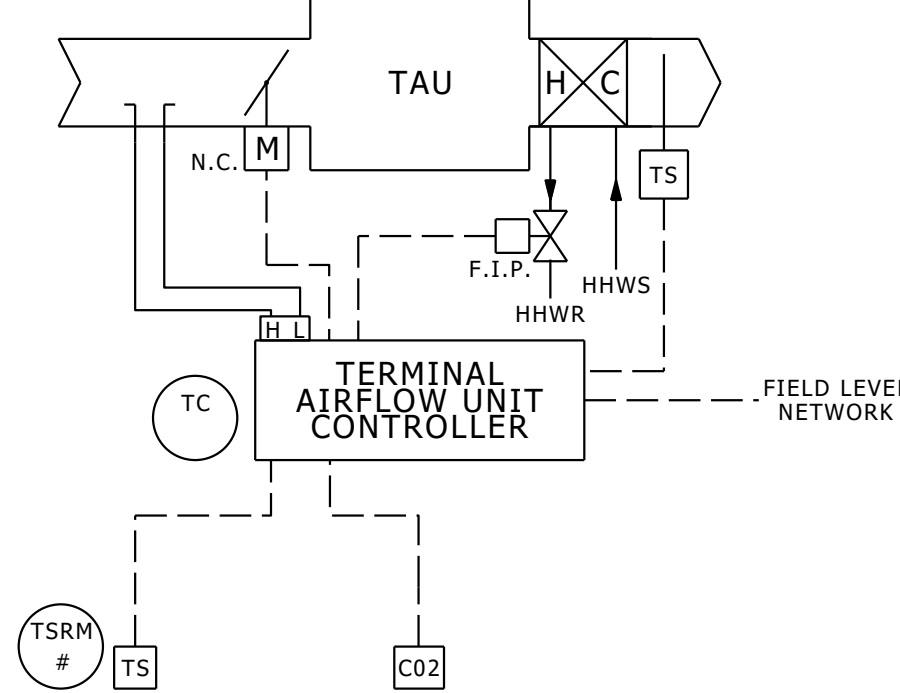 TAU
H C
M
N.C.
TS
F.I.P.
HHWS
HHWR
H L
TERMINAL
AIRFLOW UNIT
CONTROLLER
TC
FIELD LEVEL
NETWORK
TSRM
#
TS
C02